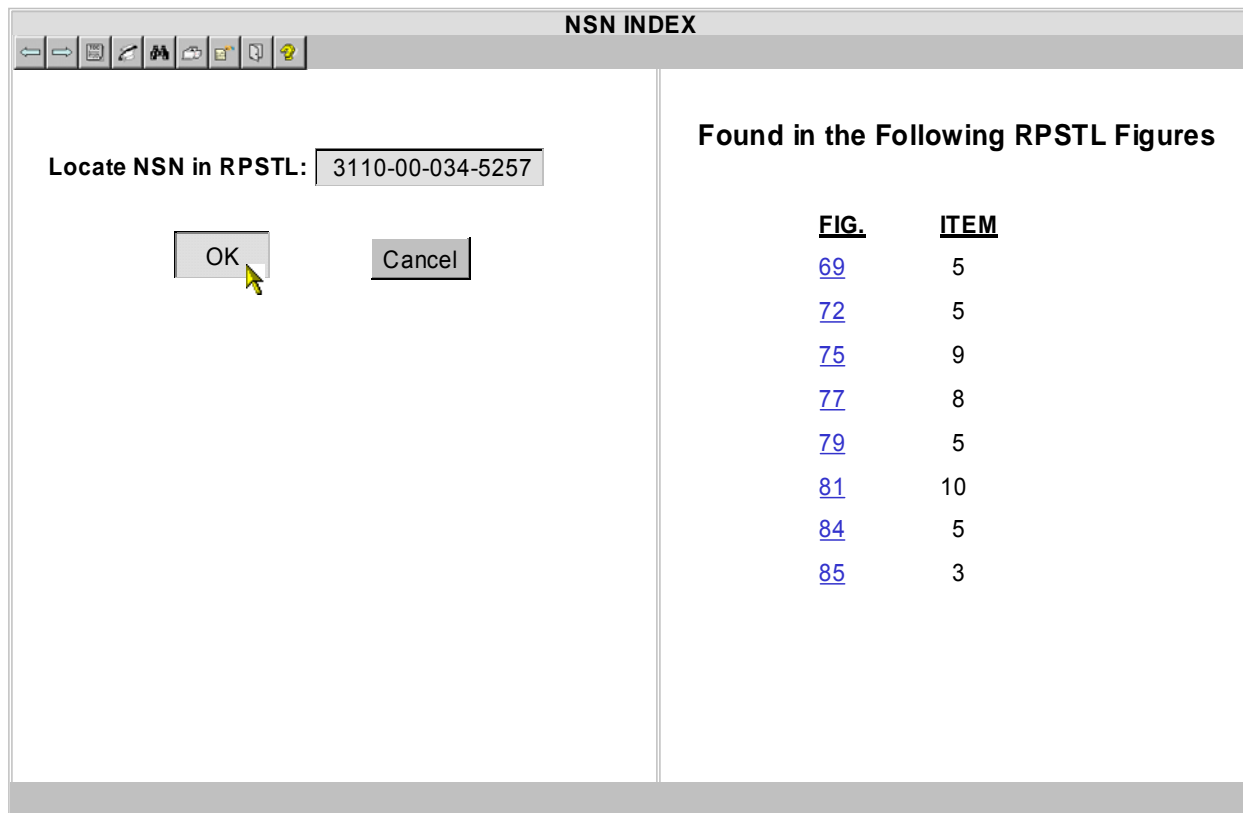 NSN INDEX
Locate NSN in RPSTL: 3110-00-034-5257
OK Cancel
Found in the Following RPSTL Figures
FIG. ITEM
69 5
72 5
75 9
77 8
79 5
81 10
84 5
85 3